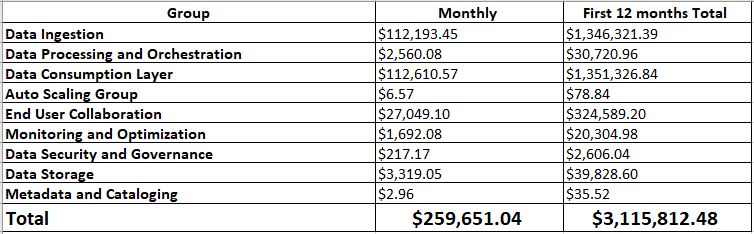 Group Monthly First 12 months Total
Data Ingestion $112,193.45 $1,346,321.39
Data Processing and Orchestration $2,560.08 $30,720.96
Data Consumption Layer $112,610.57 $1,351,326.84
Auto Scaling Group $6.57 $78.84
End User Collaboration $27,049.10 $324,589.20
Monitoring and Optimization $1,692.08 $20,304.98
Data Security and Governance $217.17 $2,606.04
Data Storage $3,319.05 $39,828.60
Metadata and Cataloging $2.96 $35.52
Total $259,651.04 $3,115,812.48